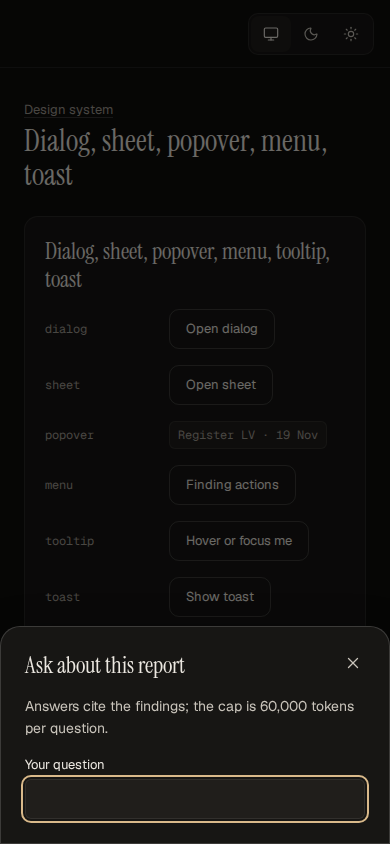 Design system
Dialog, sheet, popover, menu,
toast
Dialog, sheet, popover, menu, tooltip,
toast
dialog
Open dialog
sheet
Open sheet
popover
Register LV · 19 Nov
menu
Finding actions
tooltip
Hover or focus me
toast
Show toast
Ask about this report
Answers cite the findings; the cap is 60,000 tokens
per question.
Your question